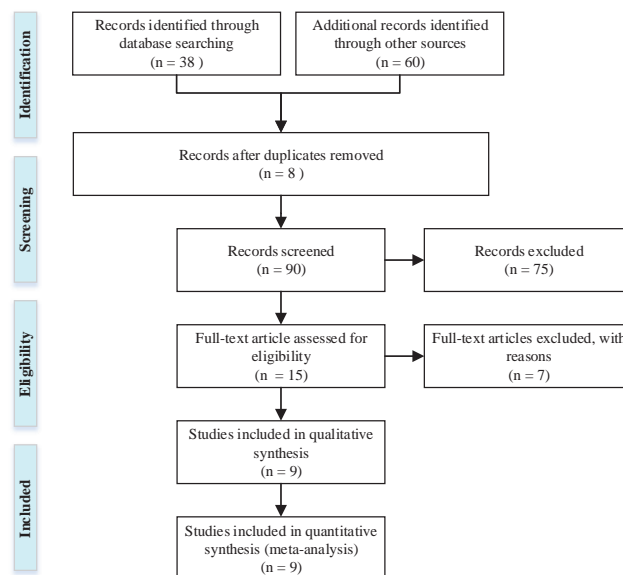 Identification
Records identified through
database searching
(n = 38 )
Additional records identified
through other sources
(n = 60)
Records after duplicates removed
(n = 8 )
Screening
Records screened
(n = 90)
Records excluded
(n = 75)
Eligibility
Full-text article assessed for
eligibility
(n = 15)
Full-text articles excluded, with
reasons
(n = 7)
Studies included in qualitative
synthesis
(n = 9)
Included
Studies included in quantitative
synthesis (meta-analysis)
(n = 9)